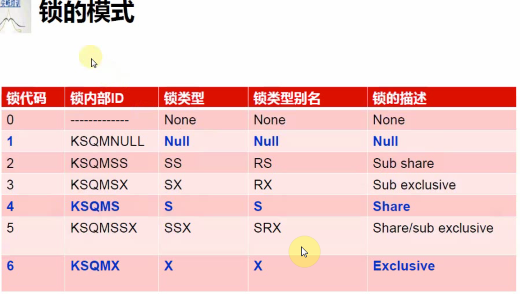 锁的模式
锁代码 锁内部ID 锁类型 锁类型别名 锁的描述
0 ------------- None None None
1 KSQMNULL Null Null Null
2 KSQMSS SS RS Sub share
3 KSQMSX SX RX Sub exclusive
4 KSQMS S S Share
5 KSQMSSX SSX SRX Share/sub exclusive
6 KSQMX X X Exclusive